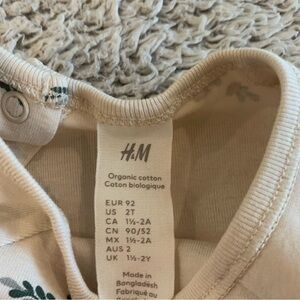 H&M
Organic cotton
Caton biologique
EUR 92
US 2T
CA 1½-2A
CN 90/52
MX 1½-2A
AUS 2
UK 1½-2Y
Made in
Bangladesh
Fabriqué au